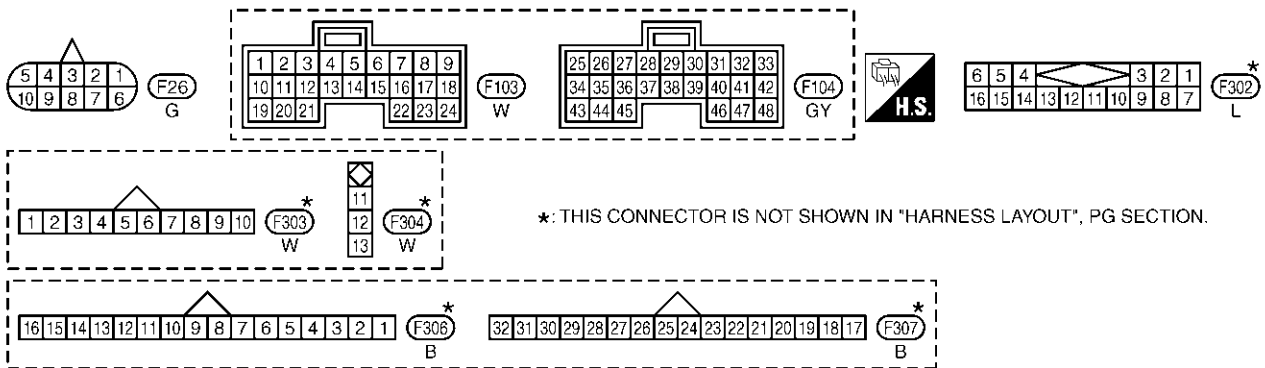 5 4 3 2 1
10 9 8 7 6
F26
G
1 2 3 4 5 6 7 8 9
10 11 12 13 14 15 16 17 18
19 20 21 22 23 24
F103
W
25 26 27 28 29 30 31 32 33
34 35 36 37 38 39 40 41 42
43 44 45 46 47 48
F104
GY
H.S.
6 5 4 3 2 1
16 15 14 13 12 11 10 9 8 7
*
F302
L
1 2 3 4 5 6 7 8 9 10
*
F303
W
11
12
13
*
F304
W
*: THIS CONNECTOR IS NOT SHOWN IN "HARNESS LAYOUT", PG SECTION.
16 15 14 13 12 11 10 9 8 7 6 5 4 3 2 1
*
F306
B
32 31 30 29 28 27 26 25 24 23 22 21 20 19 18 17
*
F307
B